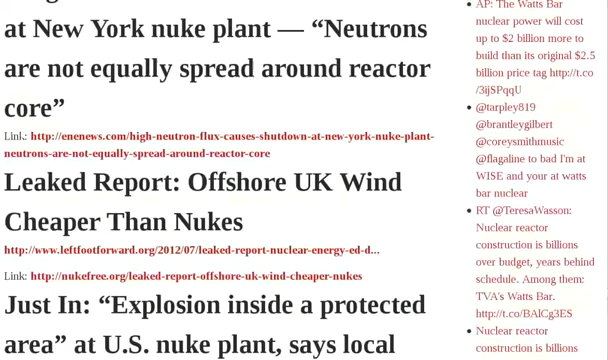 at New York nuke plant — “Neutrons
are not equally spread around reactor
core”
Link: http://enenews.com/high-neutron-flux-causes-shutdown-at-new-york-nuke-plant-
neutrons-are-not-equally-spread-around-reactor-core
Leaked Report: Offshore UK Wind
Cheaper Than Nukes
http://www.leftfootforward.org/2012/07/leaked-report-nuclear-energy-ed-d...
Link: http://nukefree.org/leaked-report-offshore-uk-wind-cheaper-nukes
Just In: “Explosion inside a protected
area” at U.S. nuke plant, says local
AP: The Watts Bar
nuclear power will cost
up to $2 billion more to
build than its original $2.5
billion price tag http://t.co
/3ijSPqqU
@tarpley819
@brantleygilbert
@coreysmithmusic
@flagaline to bad I'm at
WISE and your at watts
bar nuclear
RT @TeresaWasson:
Nuclear reactor
construction is billions
over budget, years behind
schedule. Among them:
TVA's Watts Bar.
http://t.co/BAlCg3ES
Nuclear reactor
construction is billions